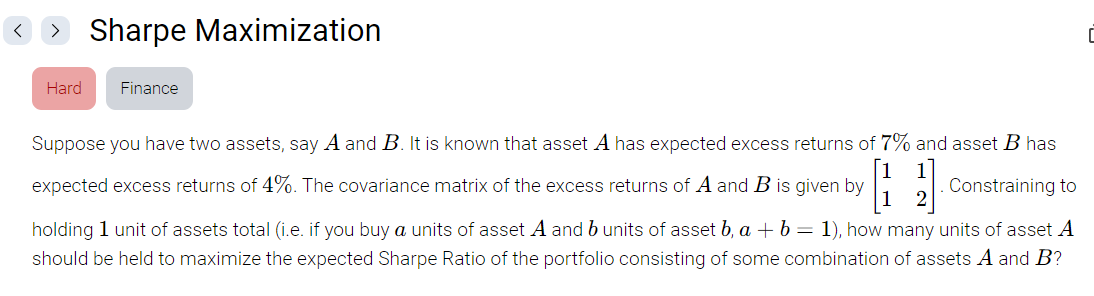 Sharpe Maximization
Hard Finance
Suppose you have two assets, say A and B. It is known that asset A has expected excess returns of 7% and asset B has
expected excess returns of 4%. The covariance matrix of the excess returns of A and B is given by [1 1; 1 2]. Constraining to
holding 1 unit of assets total (i.e. if you buy a units of asset A and b units of asset b, a + b = 1), how many units of asset A
should be held to maximize the expected Sharpe Ratio of the portfolio consisting of some combination of assets A and B?